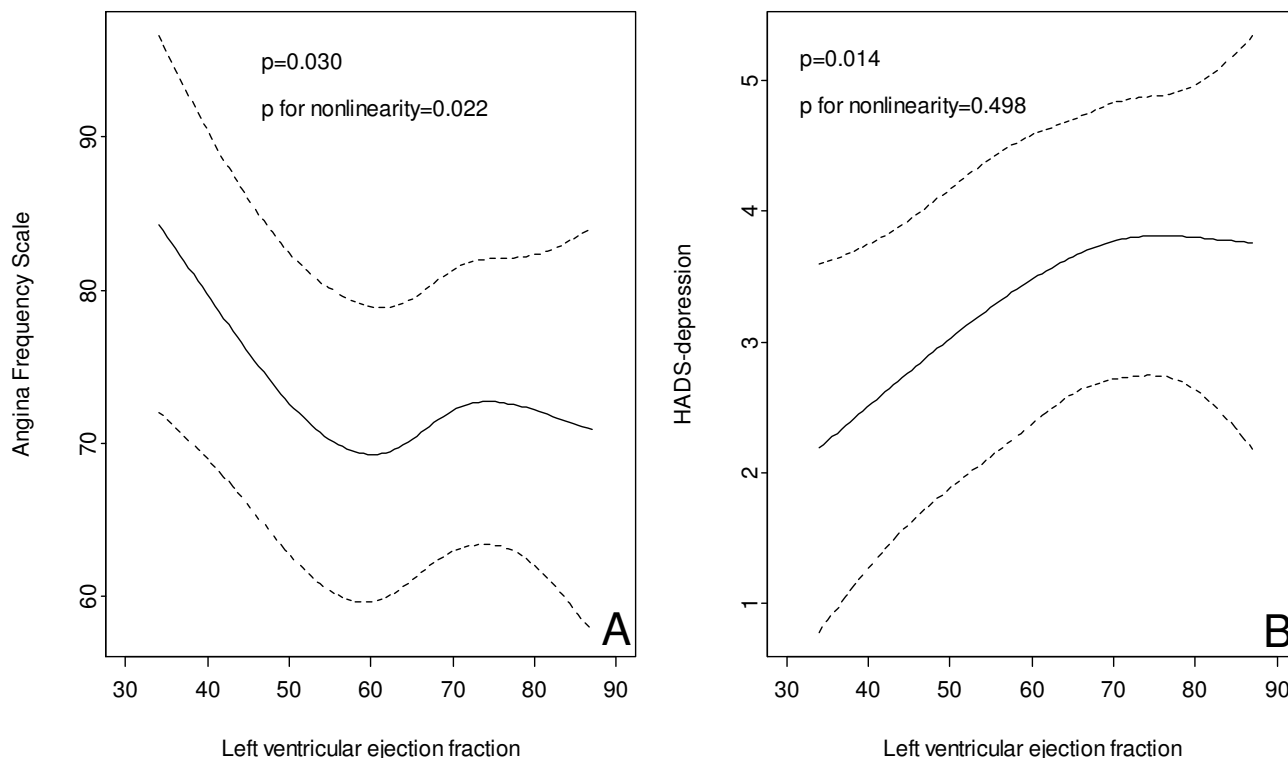 p=0.030
p for nonlinearity=0.022
Angina Frequency Scale
90
80
70
60
A
30 40 50 60 70 80 90
Left ventricular ejection fraction
p=0.014
p for nonlinearity=0.498
HADS-depression
5
4
3
2
1
B
30 40 50 60 70 80 90
Left ventricular ejection fraction